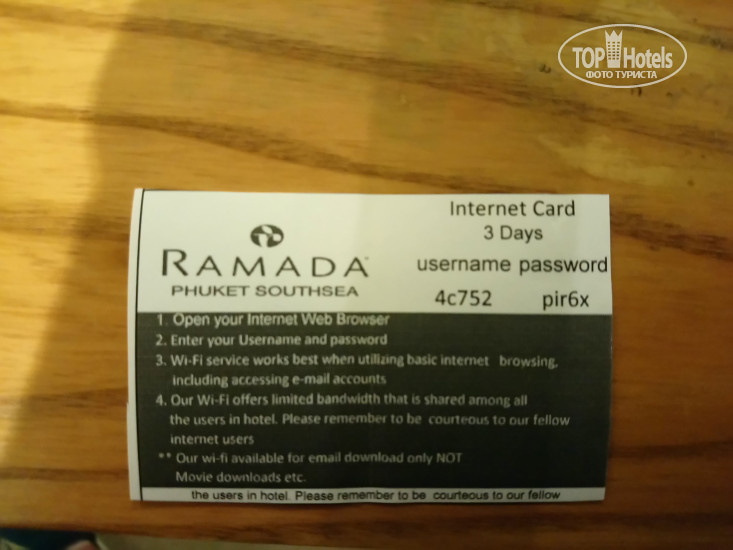 TOP Hotels
ФОТО ТУРИСТА
Internet Card
3 Days
RAMADA
PHUKET SOUTHSEA
username password
4c752 pir6x
1. Open your Internet Web Browser
2. Enter your Username and password
3. Wi-Fi service works best when utilizing basic internet browsing,
including accessing e-mail accounts
4. Our Wi-Fi offers limited bandwidth that is shared among all
the users in hotel. Please remember to be courteous to our fellow
internet users
** Our wi-fi available for email download only NOT
Movie downloads etc.
the users in hotel. Please remember to be courteous to our fellow